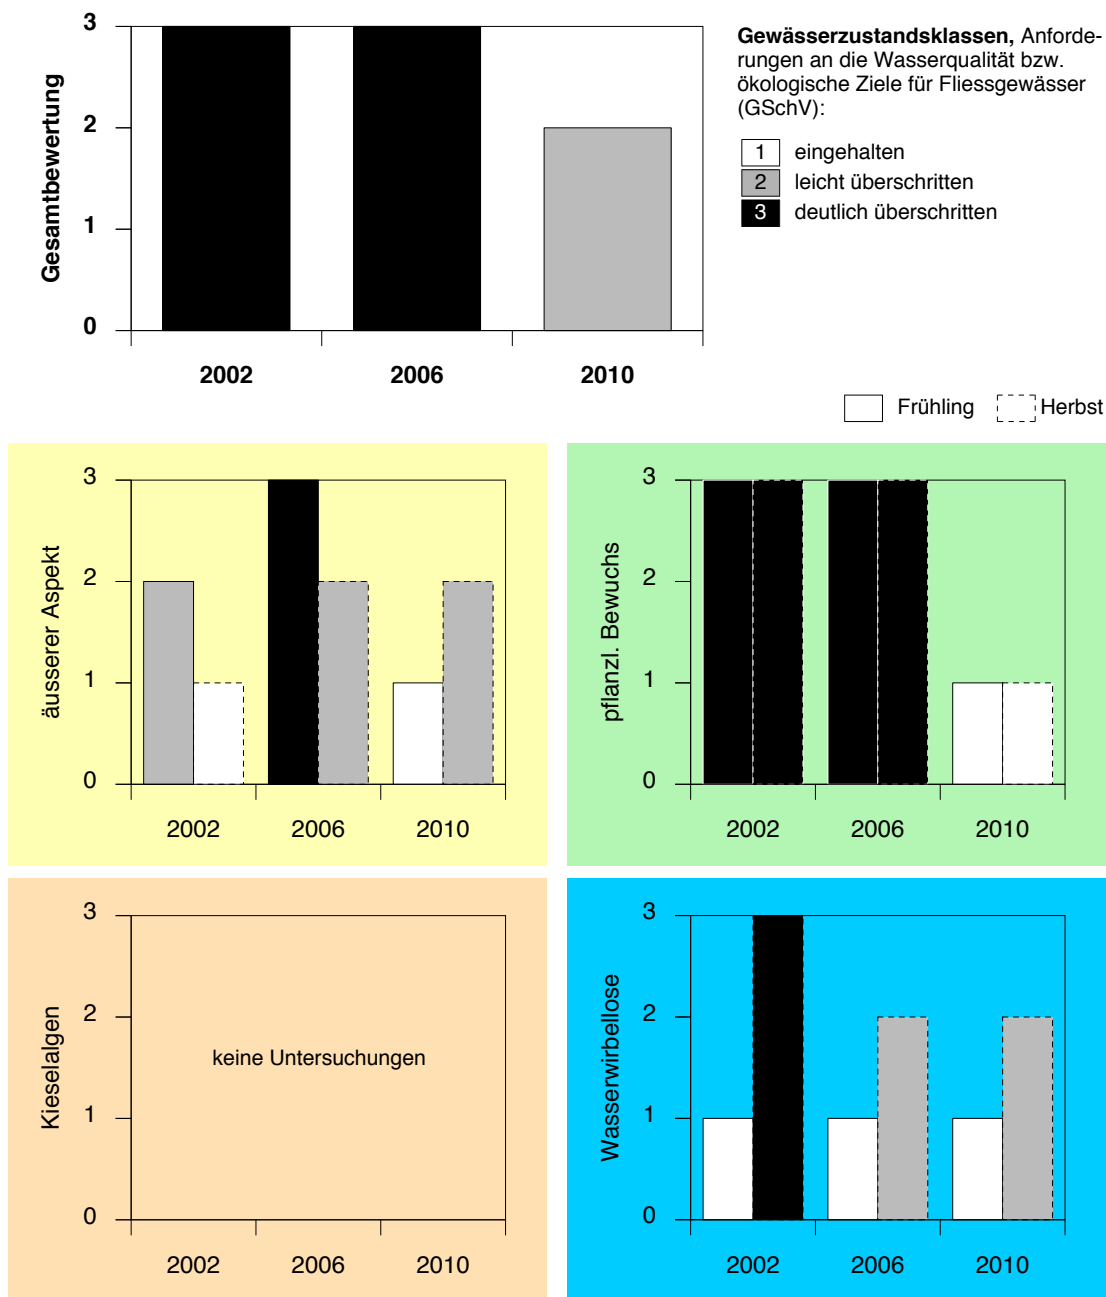 Gesamtbewertung
3
2
1
0
2002 2006 2010
Gewässerzustandsklassen, Anforde-
rungen an die Wasserqualität bzw.
ökologische Ziele für Fliessgewässer
(GSchV):
1 eingehalten
2 leicht überschritten
3 deutlich überschritten
Frühling Herbst
äusserer Aspekt
3
2
1
0
2002 2006 2010
pflanzl. Bewuchs
3
2
1
0
2002 2006 2010
Kieselalgen
3
2
1
0
keine Untersuchungen
2002 2006 2010
Wasserwirbellose
3
2
1
0
2002 2006 2010